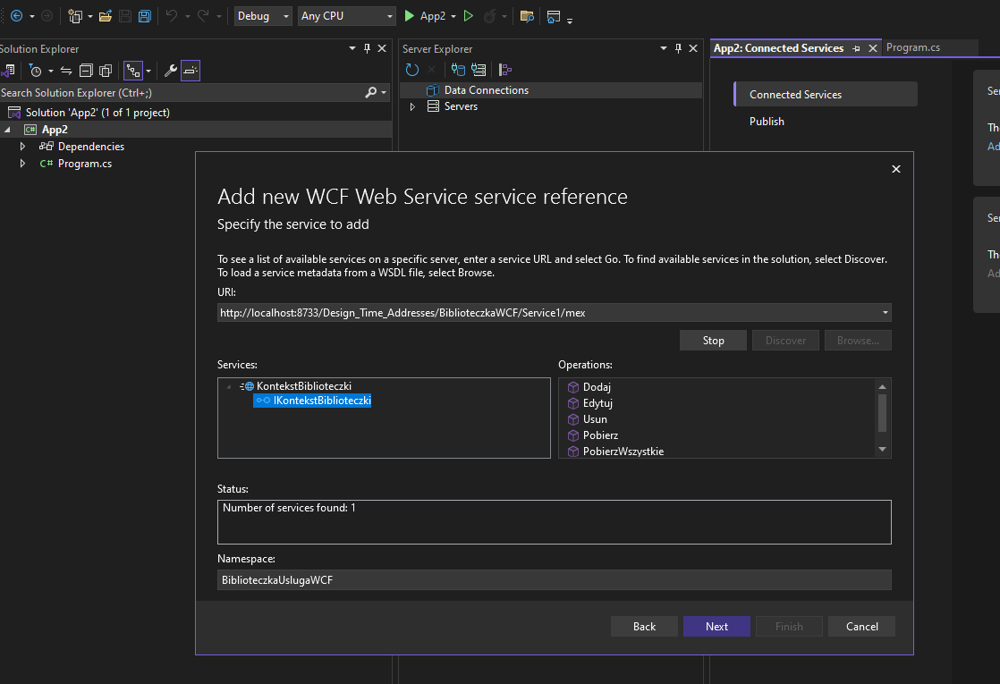 Debug
Any CPU
App2
Solution Explorer
Search Solution Explorer (Ctrl+;)
Solution 'App2' (1 of 1 project)
C# App2
Dependencies
C# Program.cs
Server Explorer
Data Connections
Servers
App2: Connected Services
Program.cs
Connected Services
Publish
Ser
The
Ad
Ser
The
Ad
Add new WCF Web Service service reference
Specify the service to add
To see a list of available services on a specific server, enter a service URL and select Go. To find available services in the solution, select Discover.
To load a service metadata from a WSDL file, select Browse.
URI:
http://localhost:8733/Design_Time_Addresses/BiblioteczkaWCF/Service1/mex
Stop
Discover
Browse...
Services:
KontekstBiblioteczki
IKontekstBiblioteczki
Operations:
Dodaj
Edytuj
Usun
Pobierz
PobierzWszystkie
Status:
Number of services found: 1
Namespace:
BiblioteczkaUslugaWCF
Back
Next
Finish
Cancel